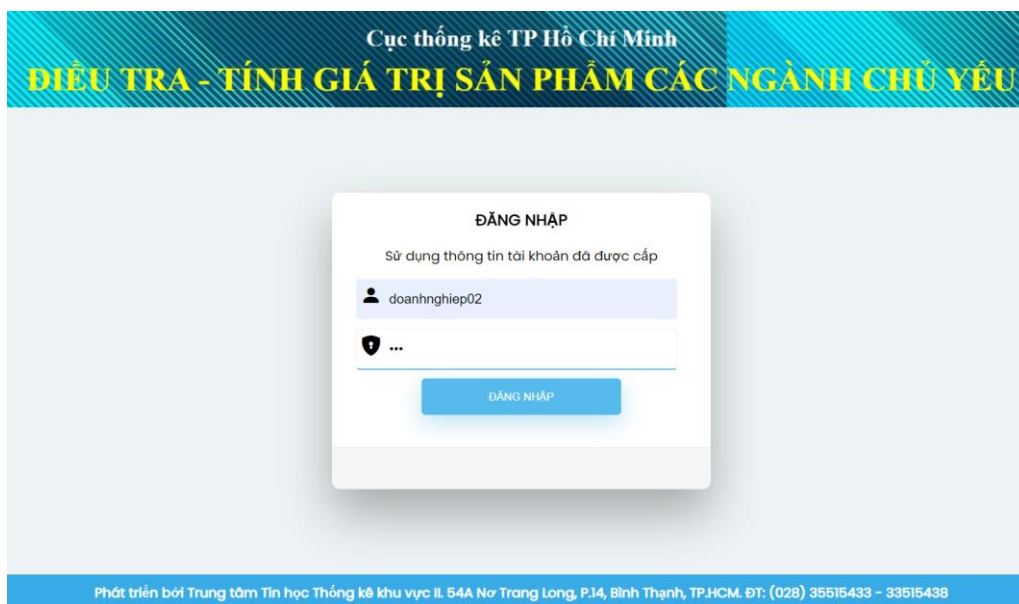 Cục thống kê TP Hồ Chí Minh
ĐIỀU TRA - TÍNH GIÁ TRỊ SẢN PHẨM CÁC NGÀNH CHỦ YẾU
ĐĂNG NHẬP
Sử dụng thông tin tài khoản đã được cấp
doanhnghiep02
•••
ĐĂNG NHẬP
Phát triển bởi Trung tâm Tin học Thống kê khu vực II. 54A Nơ Trang Long, P.14, Bình Thạnh, TP.HCM. ĐT: (028) 35515433 - 33515438